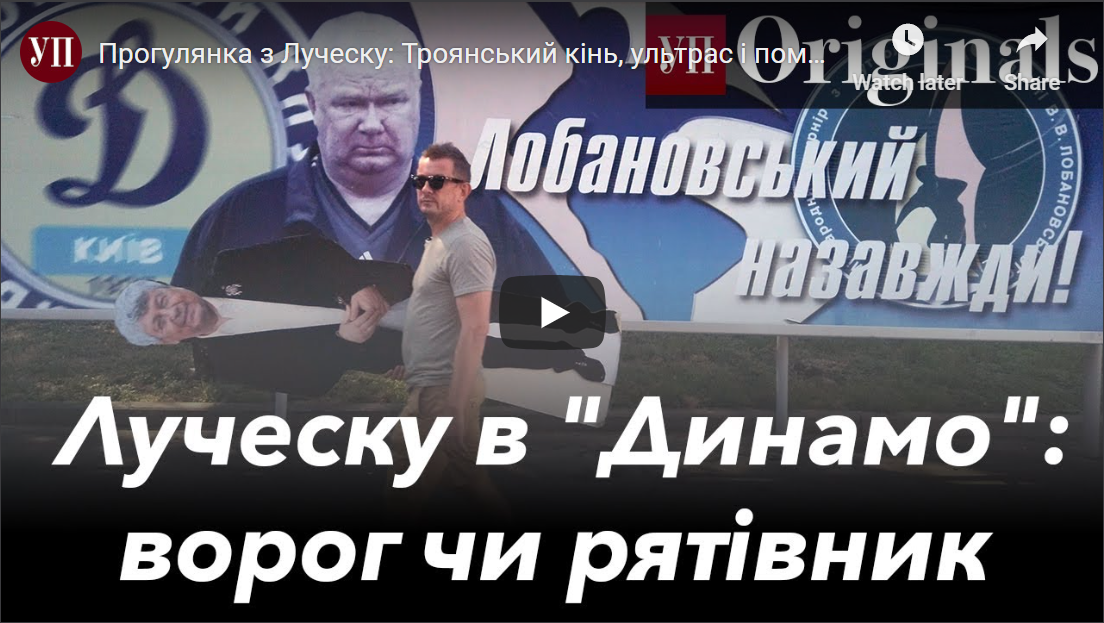 УП
Прогулянка з Луческу: Троянський кінь, ультрас і пом...
УП Originals
Watch later
Share
Д
КИЇВ
Лобановський
назавжди!
В.В.ЛОБАНОВСЬ
Луческу в "Динамо":
ворог чи рятівник